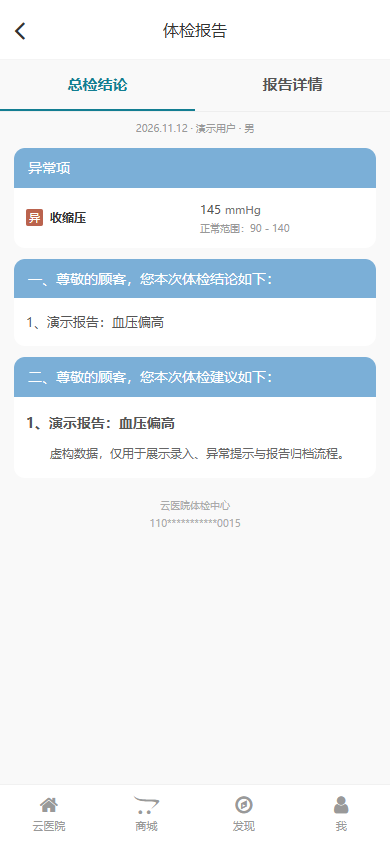 体检报告
总检结论
报告详情
2026.11.12 · 演示用户 · 男
异常项
异 收缩压
145 mmHg
正常范围：90 - 140
一、尊敬的顾客，您本次体检结论如下：
1、演示报告：血压偏高
二、尊敬的顾客，您本次体检建议如下：
1、演示报告：血压偏高
虚构数据，仅用于展示录入、异常提示与报告归档流程。
云医院体检中心
110***********0015
云医院
商城
发现
我